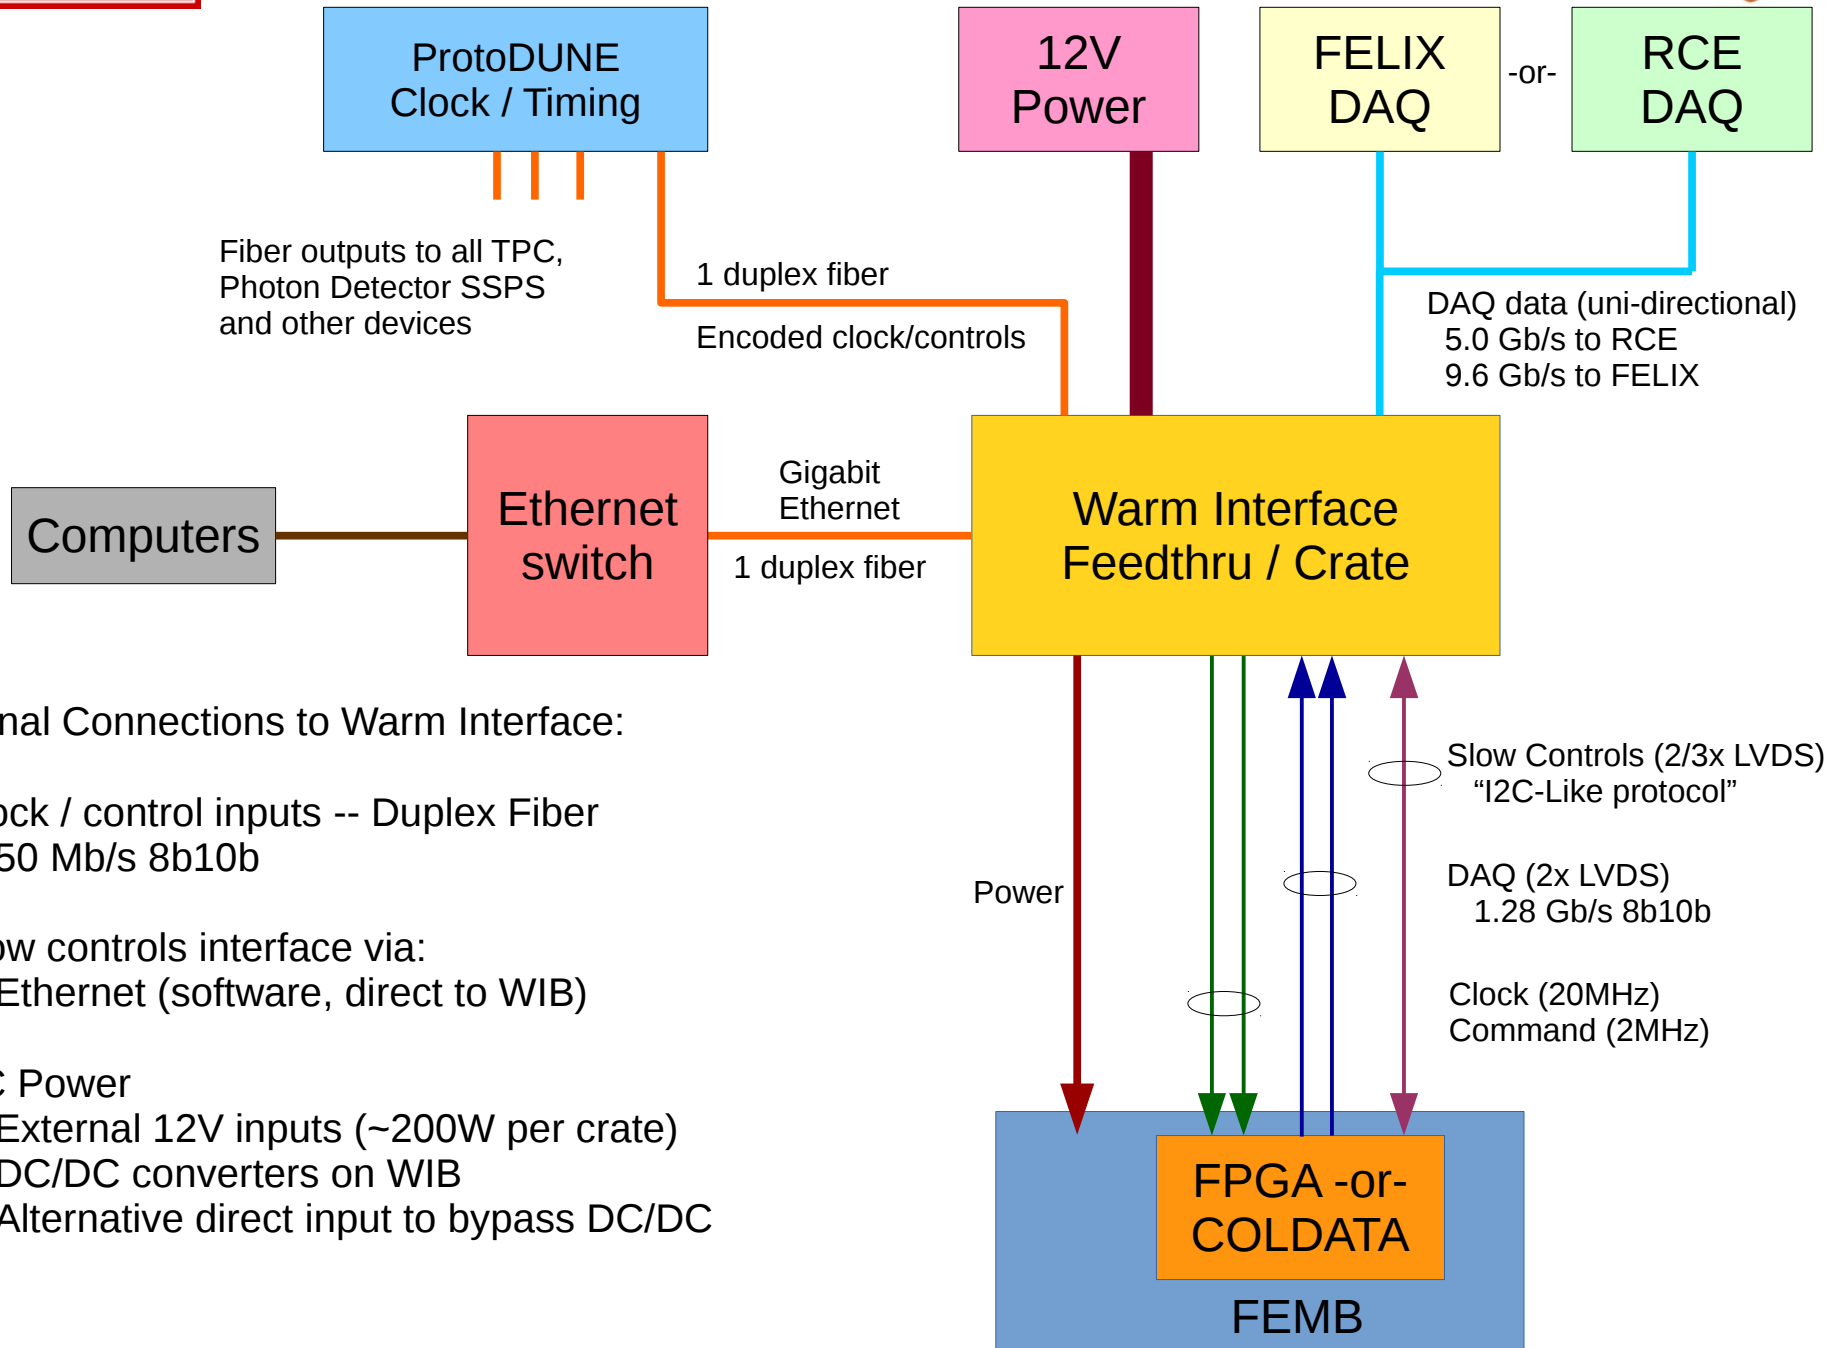 ProtoDUNE
Clock / Timing
12V
Power
FELIX
DAQ
-or-
RCE
DAQ
Fiber outputs to all TPC,
Photon Detector SSPS
and other devices
1 duplex fiber
Encoded clock/controls
DAQ data (uni-directional)
5.0 Gb/s to RCE
9.6 Gb/s to FELIX
Computers
Ethernet
switch
Gigabit
Ethernet
1 duplex fiber
Warm Interface
Feedthru / Crate
nal Connections to Warm Interface:
ock / control inputs -- Duplex Fiber
50 Mb/s 8b10b
ow controls interface via:
Ethernet (software, direct to WIB)
C Power
External 12V inputs (~200W per crate)
DC/DC converters on WIB
Alternative direct input to bypass DC/DC
Power
Slow Controls (2/3x LVDS)
“I2C-Like protocol”
DAQ (2x LVDS)
1.28 Gb/s 8b10b
Clock (20MHz)
Command (2MHz)
FPGA -or-
COLDATA
FEMB